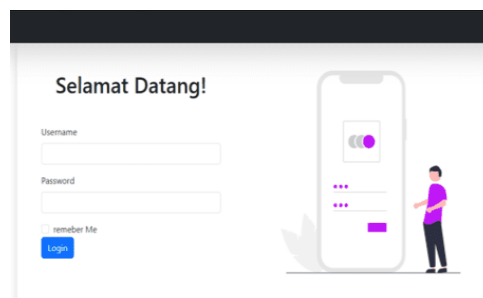 Selamat Datang!
Username
Password
remeber Me
Login